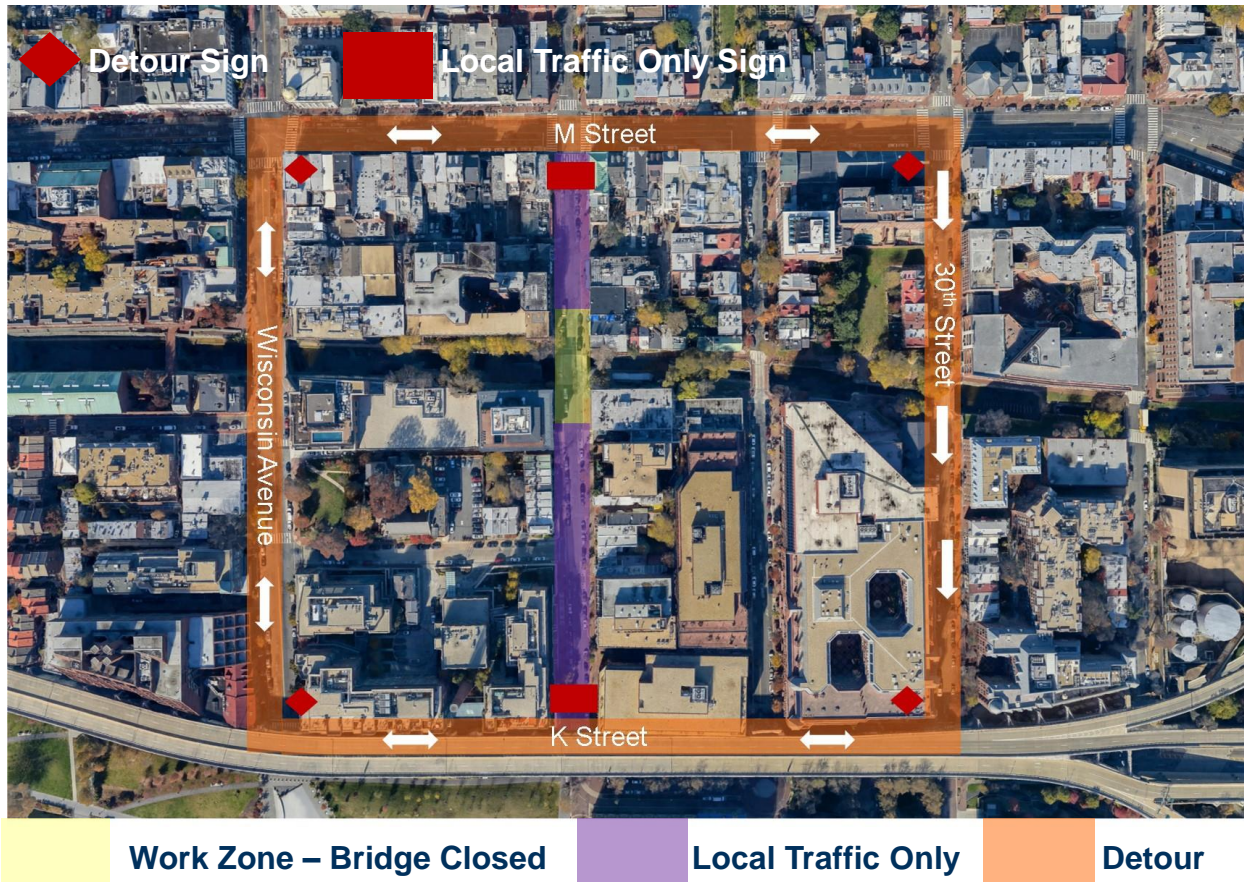 Detour Sign
Local Traffic Only Sign
M Street
30th Street
Wisconsin Avenue
K Street
Work Zone – Bridge Closed
Local Traffic Only
Detour